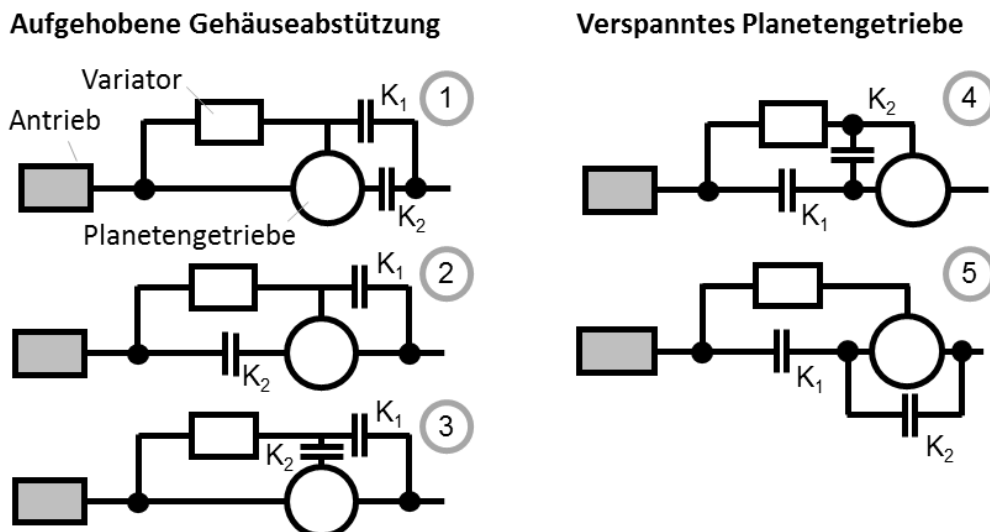 Aufgehobene Gehäuseabstützung
Variator
Antrieb
K₁
1
K₂
Planetengetriebe
K₁
2
K₂
K₁
3
K₂
Verspanntes Planetengetriebe
K₂
4
K₁
5
K₁
K₂